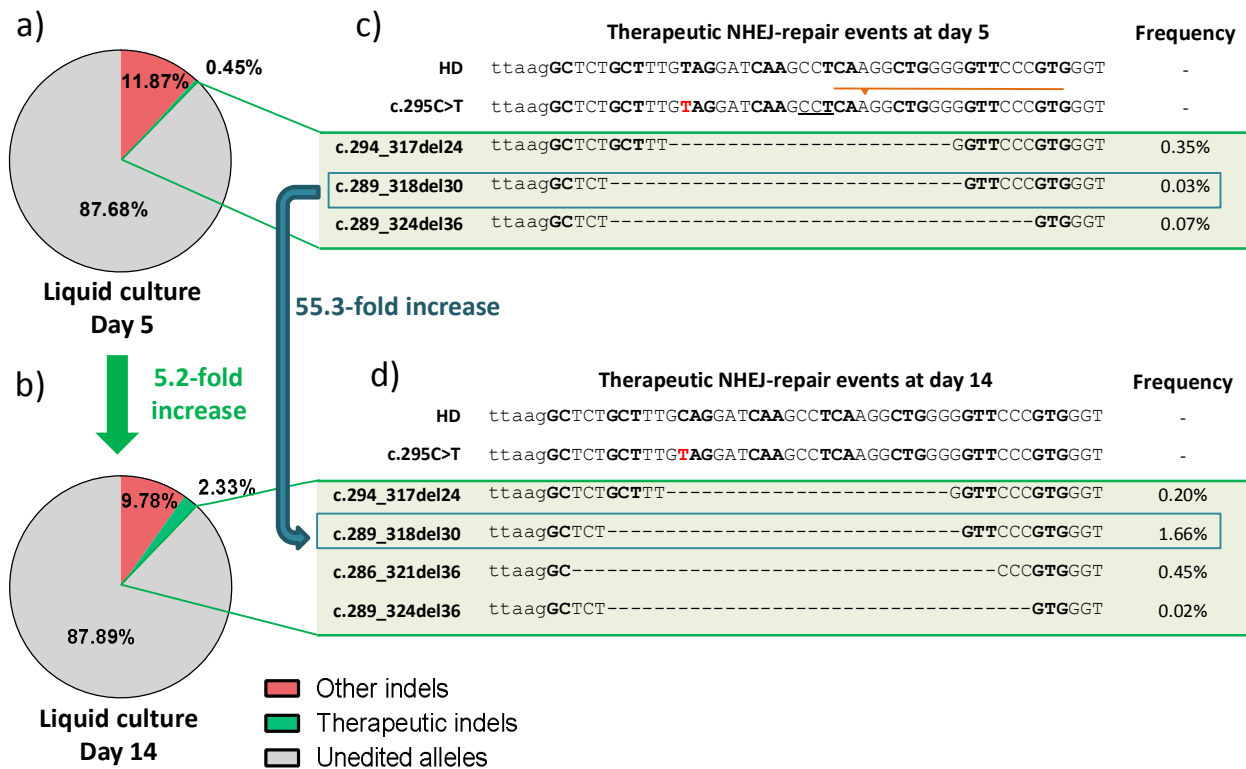 a)
11.87%
0.45%
87.68%
Liquid culture
Day 5
c)
Therapeutic NHEJ-repair events at day 5 Frequency
HD ttaagGCTCTGCTTTGTAGGATCAAGCCTCAAGGCTGGGGGTTCCCGTGGGT -
c.295C>T ttaagGCTCTGCTTTGTAGGATCAAGCCTCAAGGCTGGGGGTTCCCGTGGGT -
c.294_317del24 ttaagGCTCTGCTTT------------------------GGTTCCCGTGGGT 0.35%
c.289_318del30 ttaagGCTCT------------------------------GTTCCCGTGGGT 0.03%
c.289_324del36 ttaagGCTCT------------------------------------GTGGGT 0.07%
55.3-fold increase
5.2-fold
increase
b)
9.78%
2.33%
87.89%
Liquid culture
Day 14
d)
Therapeutic NHEJ-repair events at day 14 Frequency
HD ttaagGCTCTGCTTTGCAGGATCAAGCCTCAAGGCTGGGGGTTCCCGTGGGT -
c.295C>T ttaagGCTCTGCTTTGTAGGATCAAGCCTCAAGGCTGGGGGTTCCCGTGGGT -
c.294_317del24 ttaagGCTCTGCTTT------------------------GGTTCCCGTGGGT 0.20%
c.289_318del30 ttaagGCTCT------------------------------GTTCCCGTGGGT 1.66%
c.286_321del36 ttaagGC------------------------------------CCCGTGGGT 0.45%
c.289_324del36 ttaagGCTCT------------------------------------GTGGGT 0.02%
Other indels
Therapeutic indels
Unedited alleles